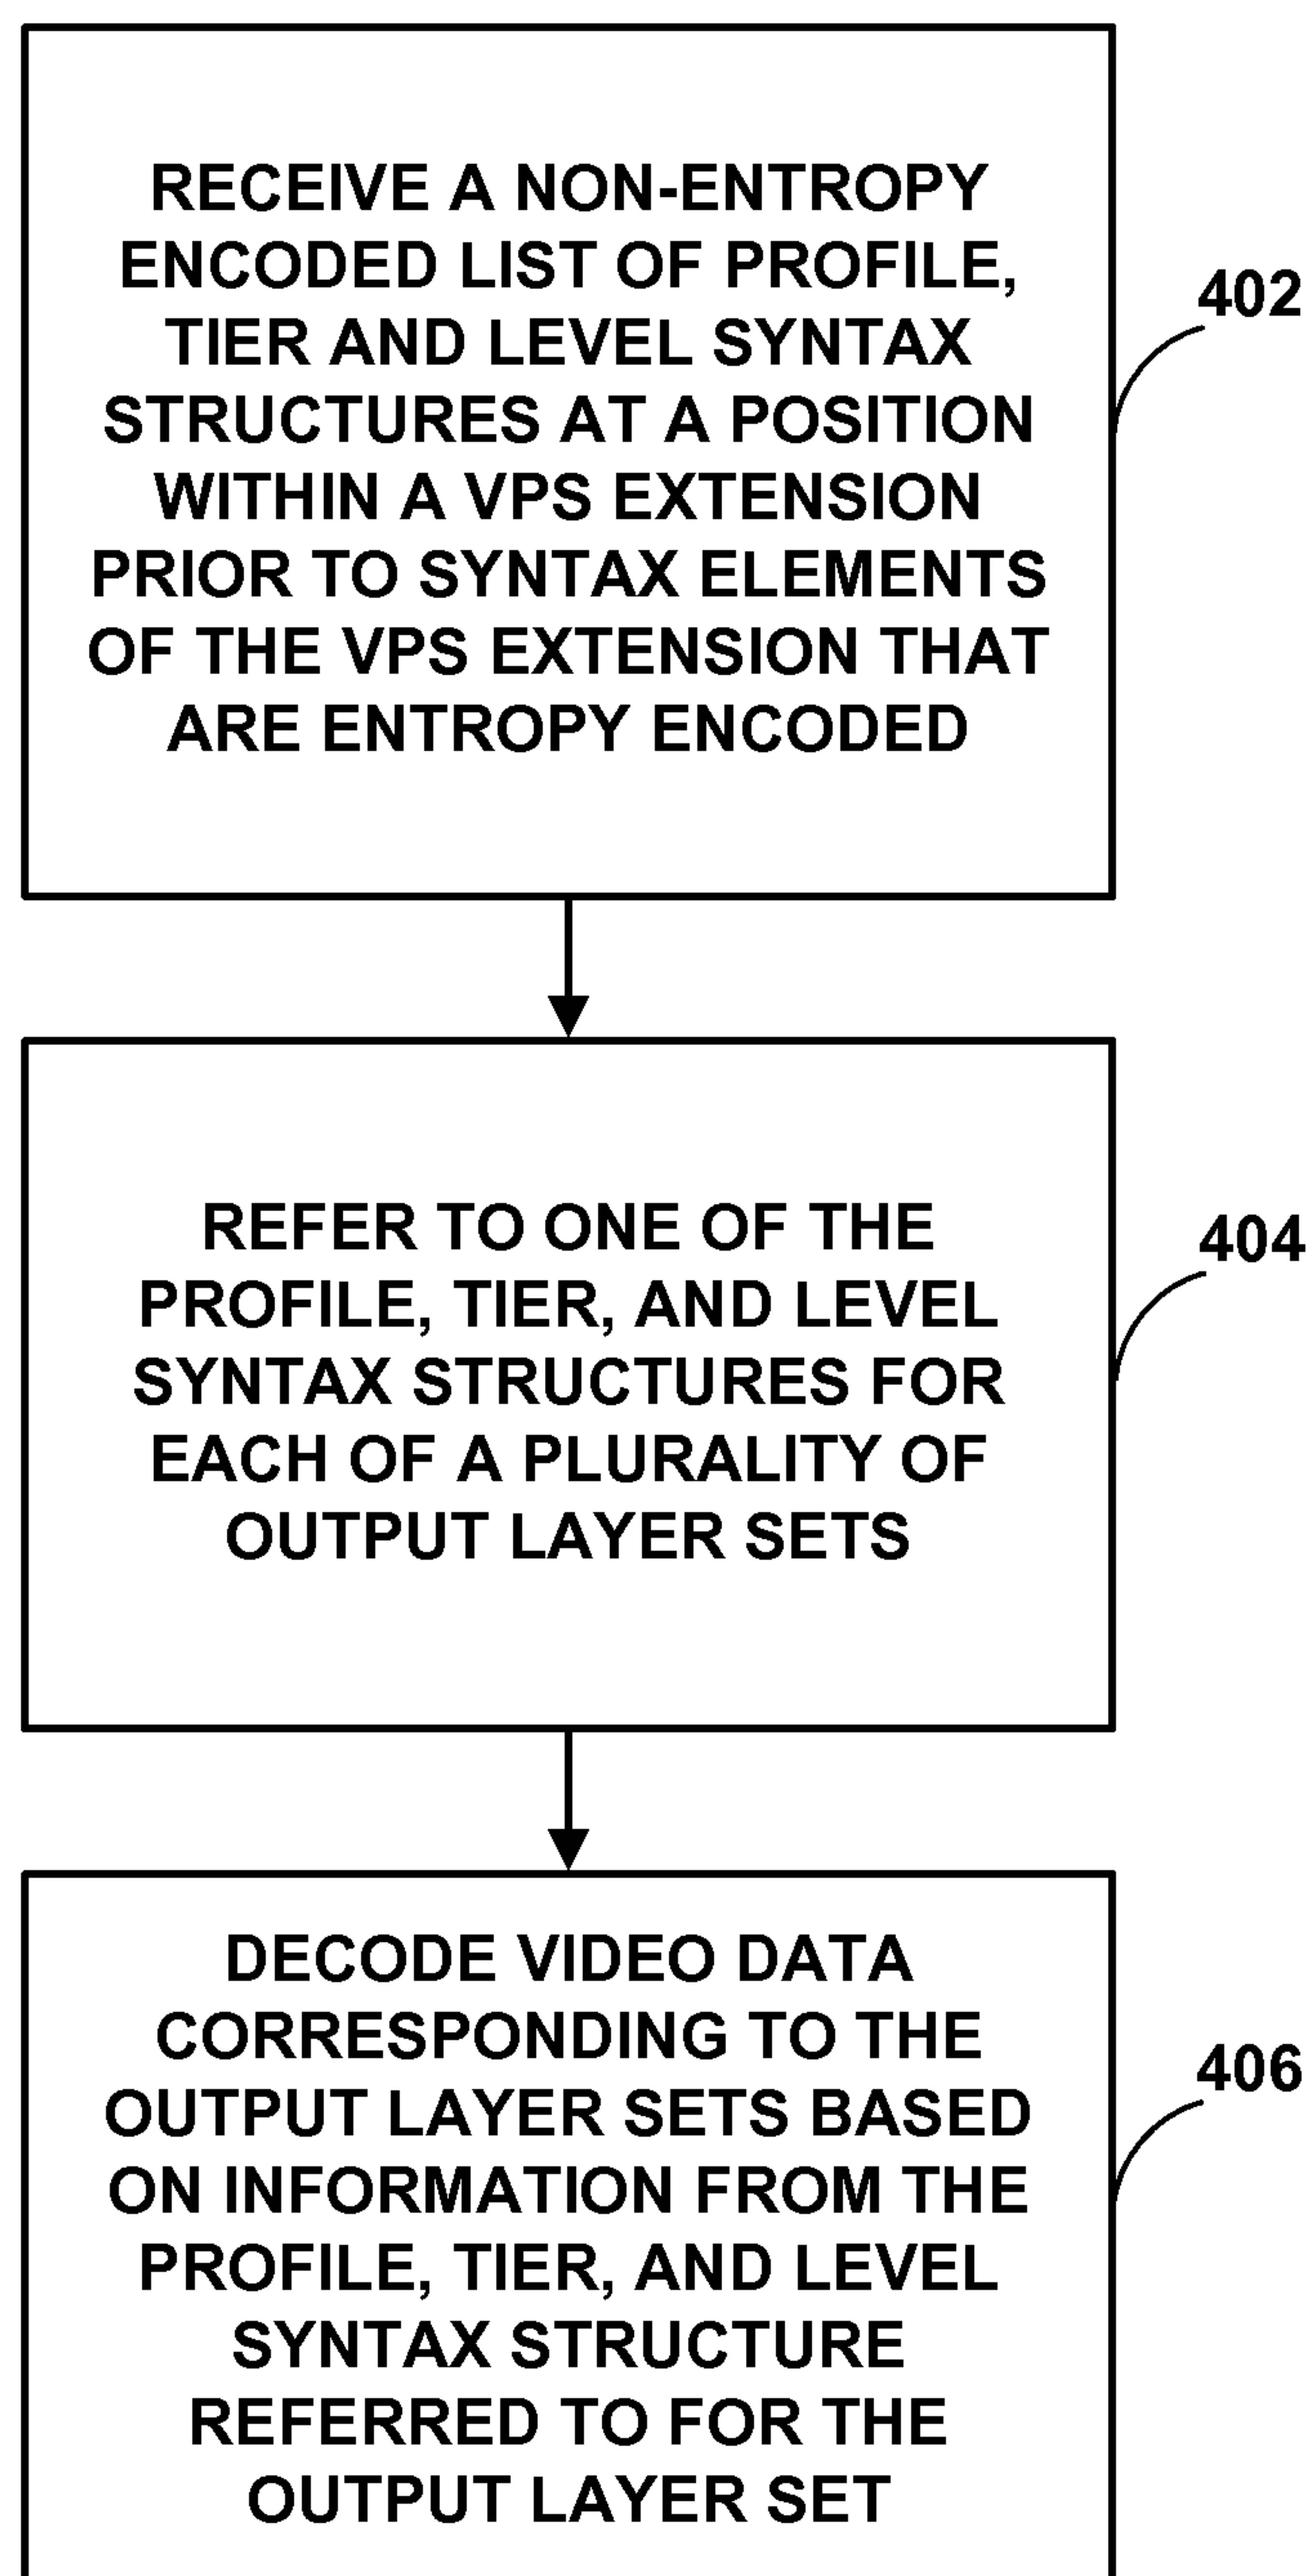 RECEIVE A NON-ENTROPY
ENCODED LIST OF PROFILE,
TIER AND LEVEL SYNTAX
STRUCTURES AT A POSITION
WITHIN A VPS EXTENSION
PRIOR TO SYNTAX ELEMENTS
OF THE VPS EXTENSION THAT
ARE ENTROPY ENCODED
402
REFER TO ONE OF THE
PROFILE, TIER, AND LEVEL
SYNTAX STRUCTURES FOR
EACH OF A PLURALITY OF
OUTPUT LAYER SETS
404
DECODE VIDEO DATA
CORRESPONDING TO THE
OUTPUT LAYER SETS BASED
ON INFORMATION FROM THE
PROFILE, TIER, AND LEVEL
SYNTAX STRUCTURE
REFERRED TO FOR THE
OUTPUT LAYER SET
406